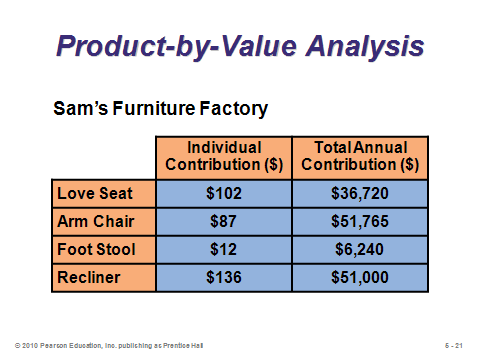 Product-by-Value Analysis
Sam's Furniture Factory
Individual Contribution ($) Total Annual Contribution ($)
Love Seat $102 $36,720
Arm Chair $87 $51,765
Foot Stool $12 $6,240
Recliner $136 $51,000
© 2010 Pearson Education, Inc. publishing as Prentice Hall 5 - 21